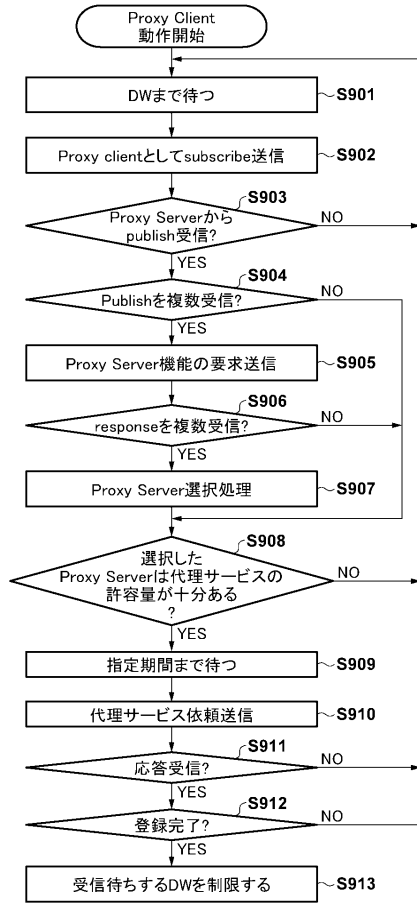 Proxy Client
動作開始
DWまで待つ
S901
Proxy clientとしてsubscribe送信
S902
S903
Proxy Serverから
publish受信?
NO
YES
S904
Publishを複数受信?
NO
YES
Proxy Server機能の要求送信
S905
S906
responseを複数受信?
NO
YES
Proxy Server選択処理
S907
S908
選択した
Proxy Serverは代理サービスの
許容量が十分ある
?
NO
YES
指定期間まで待つ
S909
代理サービス依頼送信
S910
S911
応答受信?
NO
YES
S912
登録完了?
NO
YES
受信待ちするDWを制限する
S913